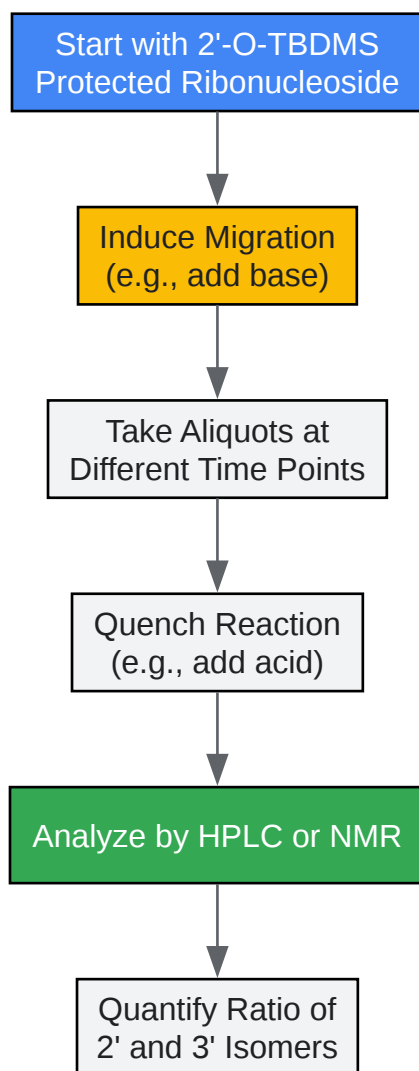 Start with 2'-O-TBDMS
Protected Ribonucleoside
Induce Migration
(e.g., add base)
Take Aliquots at
Different Time Points
Quench Reaction
(e.g., add acid)
Analyze by HPLC or NMR
Quantify Ratio of
2' and 3' Isomers